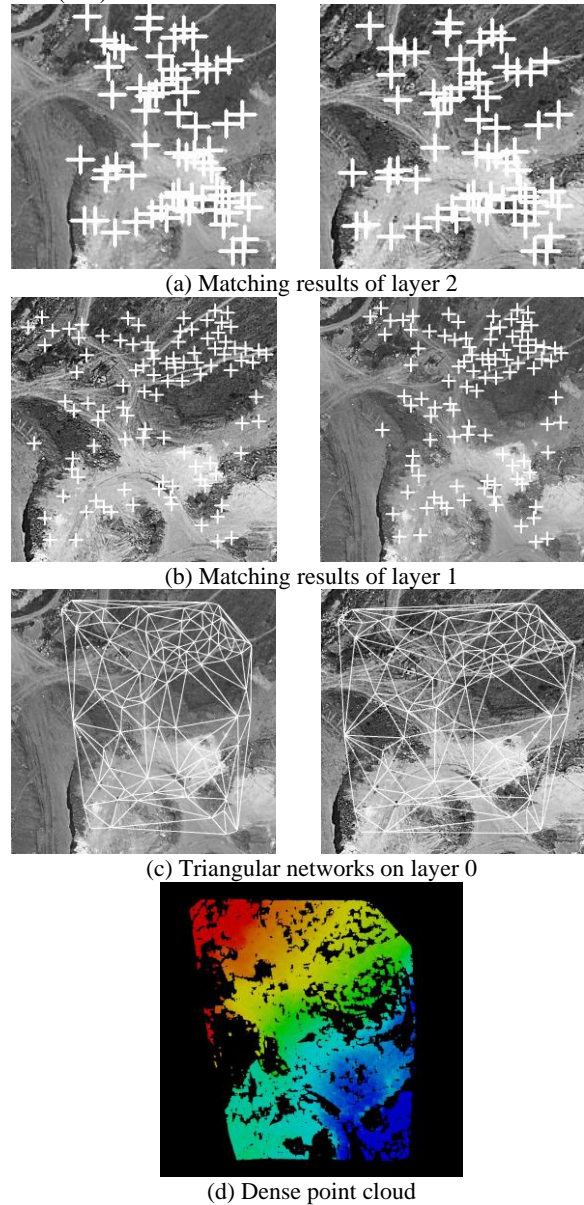 (a) Matching results of layer 2
(b) Matching results of layer 1
(c) Triangular networks on layer 0
(d) Dense point cloud